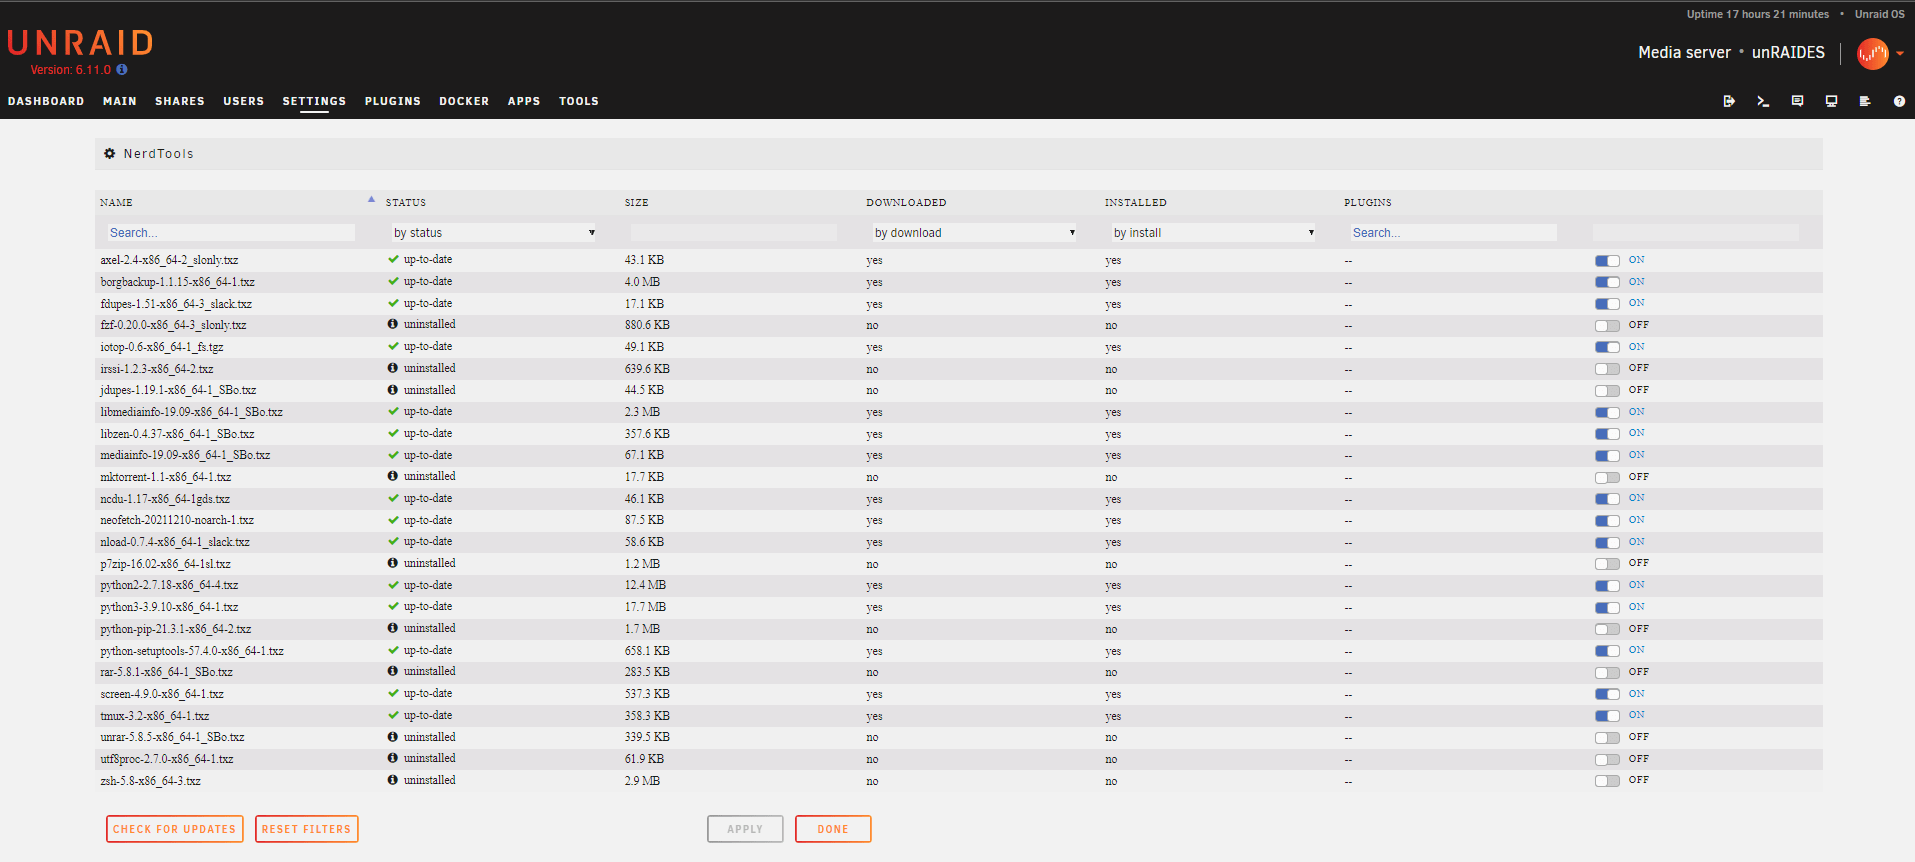 Uptime 17 hours 21 minutes • Unraid OS
UNRAID
Version: 6.11.0
Media server • unRAIDES
DASHBOARD MAIN SHARES USERS SETTINGS PLUGINS DOCKER APPS TOOLS
NerdTools
NAME STATUS SIZE DOWNLOADED INSTALLED PLUGINS
Search... by status by download by install Search...
axel-2.4-x86_64-2_slonly.txz up-to-date 43.1 KB yes yes -- ON
borgbackup-1.1.15-x86_64-1.txz up-to-date 4.0 MB yes yes -- ON
fdupes-1.51-x86_64-3_slack.txz up-to-date 17.1 KB yes yes -- ON
fzf-0.20.0-x86_64-3_slonly.txz uninstalled 880.6 KB no no -- OFF
iotop-0.6-x86_64-1_fs.tgz up-to-date 49.1 KB yes yes -- ON
irssi-1.2.3-x86_64-2.txz uninstalled 639.6 KB no no -- OFF
jdupes-1.19.1-x86_64-1_SBo.txz uninstalled 44.5 KB no no -- OFF
libmediainfo-19.09-x86_64-1_SBo.txz up-to-date 2.3 MB yes yes -- ON
libzen-0.4.37-x86_64-1_SBo.txz up-to-date 357.6 KB yes yes -- ON
mediainfo-19.09-x86_64-1_SBo.txz up-to-date 67.1 KB yes yes -- ON
mktorrent-1.1-x86_64-1.txz uninstalled 17.7 KB no no -- OFF
ncdu-1.17-x86_64-1gds.txz up-to-date 46.1 KB yes yes -- ON
neofetch-20211210-noarch-1.txz up-to-date 87.5 KB yes yes -- ON
nload-0.7.4-x86_64-1_slack.txz up-to-date 58.6 KB yes yes -- ON
p7zip-16.02-x86_64-1sl.txz uninstalled 1.2 MB no no -- OFF
python2-2.7.18-x86_64-4.txz up-to-date 12.4 MB yes yes -- ON
python3-3.9.10-x86_64-1.txz up-to-date 17.7 MB yes yes -- ON
python-pip-21.3.1-x86_64-2.txz uninstalled 1.7 MB no no -- OFF
python-setuptools-57.4.0-x86_64-1.txz up-to-date 658.1 KB yes yes -- ON
rar-5.8.1-x86_64-1_SBo.txz uninstalled 283.5 KB no no -- OFF
screen-4.9.0-x86_64-1.txz up-to-date 537.3 KB yes yes -- ON
tmux-3.2-x86_64-1.txz up-to-date 358.3 KB yes yes -- ON
unrar-5.8.5-x86_64-1_SBo.txz uninstalled 339.5 KB no no -- OFF
utf8proc-2.7.0-x86_64-1.txz uninstalled 61.9 KB no no -- OFF
zsh-5.8-x86_64-3.txz uninstalled 2.9 MB no no -- OFF
CHECK FOR UPDATES RESET FILTERS APPLY DONE